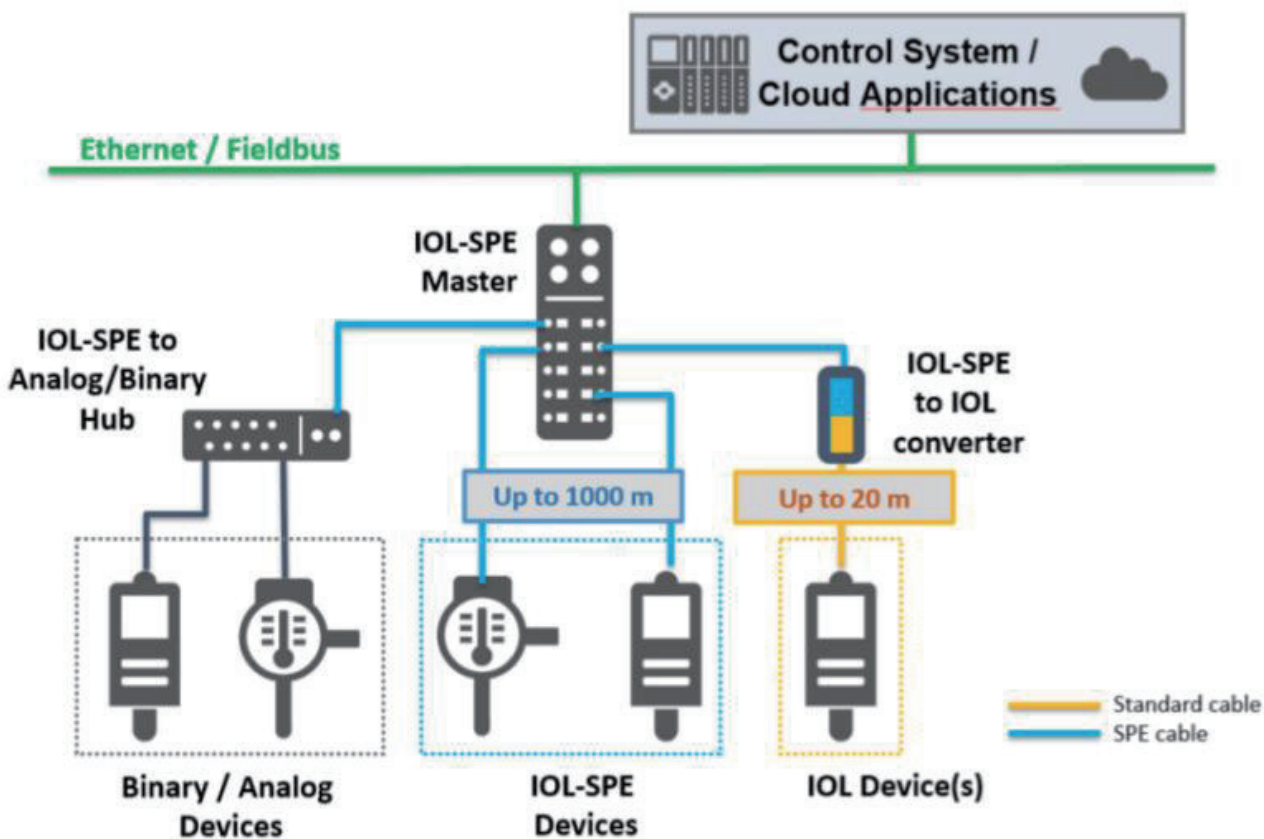 Control System /
Cloud Applications
Ethernet / Fieldbus
IOL-SPE
Master
IOL-SPE to
Analog/Binary
Hub
IOL-SPE
to IOL
converter
Up to 1000 m
Up to 20 m
Standard cable
SPE cable
Binary / Analog
Devices
IOL-SPE
Devices
IOL Device(s)